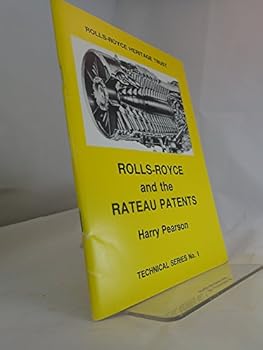 ROLLS-ROYCE HERITAGE TRUST
ROLLS-ROYCE
and the
RATEAU PATENTS
Harry Pearson
TECHNICAL SERIES No. 1